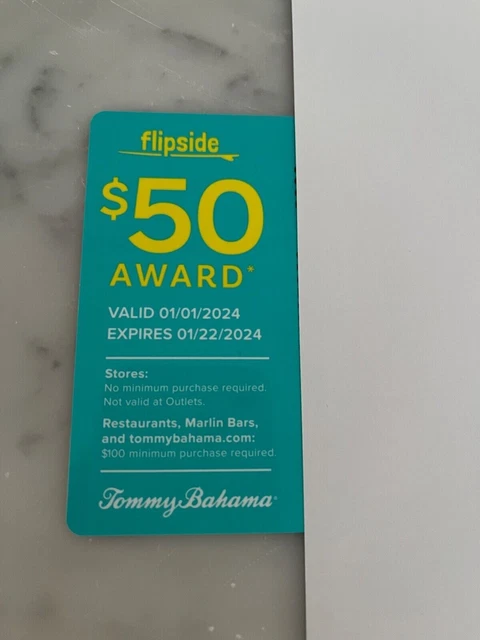 flipside
$50
AWARD*
VALID 01/01/2024
EXPIRES 01/22/2024
Stores:
No minimum purchase required.
Not valid at Outlets.
Restaurants, Marlin Bars,
and tommybahama.com:
$100 minimum purchase required.
Tommy Bahama